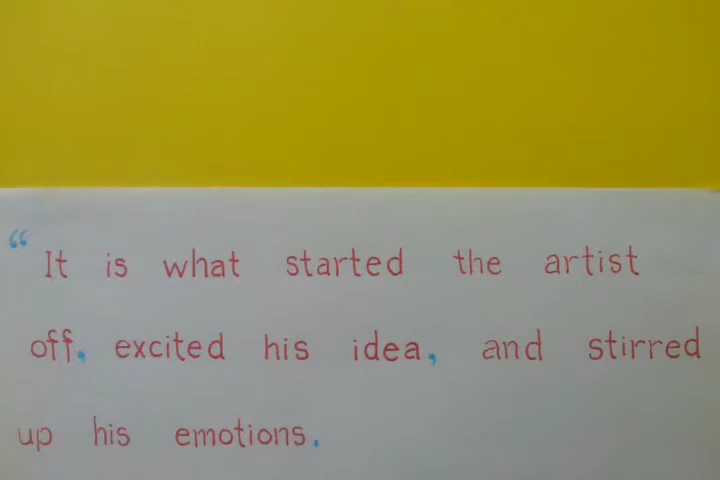 “It is what started the artist
off, excited his idea, and stirred
up his emotions.